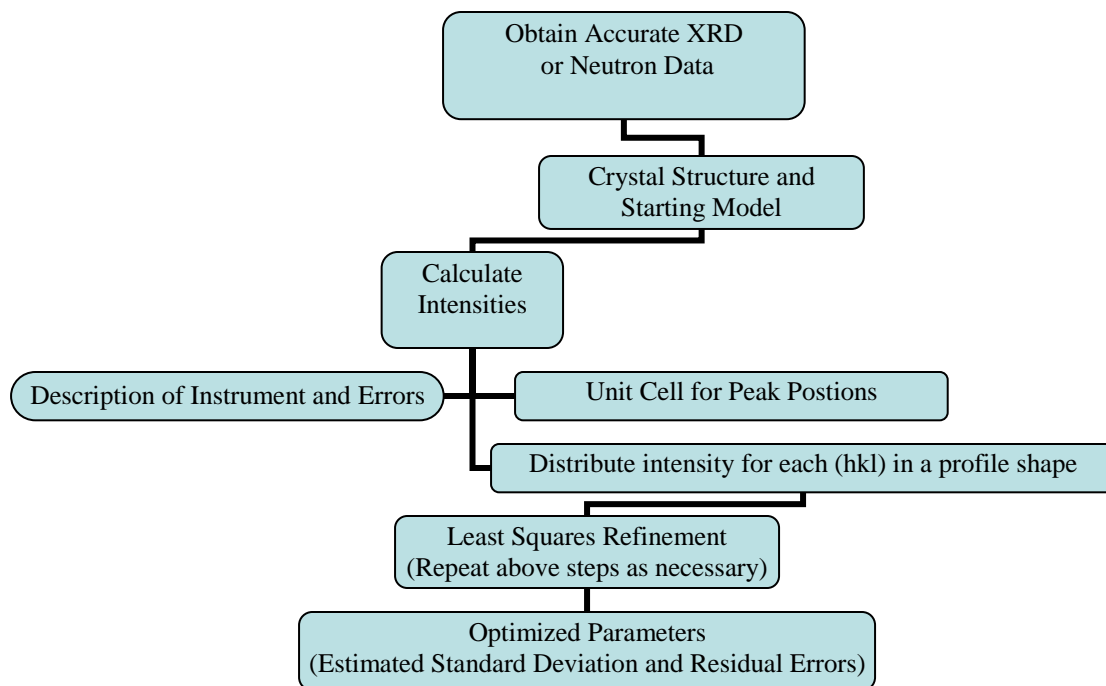 Obtain Accurate XRD
or Neutron Data
Crystal Structure and
Starting Model
Calculate
Intensities
Description of Instrument and Errors
Unit Cell for Peak Postions
Distribute intensity for each (hkl) in a profile shape
Least Squares Refinement
(Repeat above steps as necessary)
Optimized Parameters
(Estimated Standard Deviation and Residual Errors)